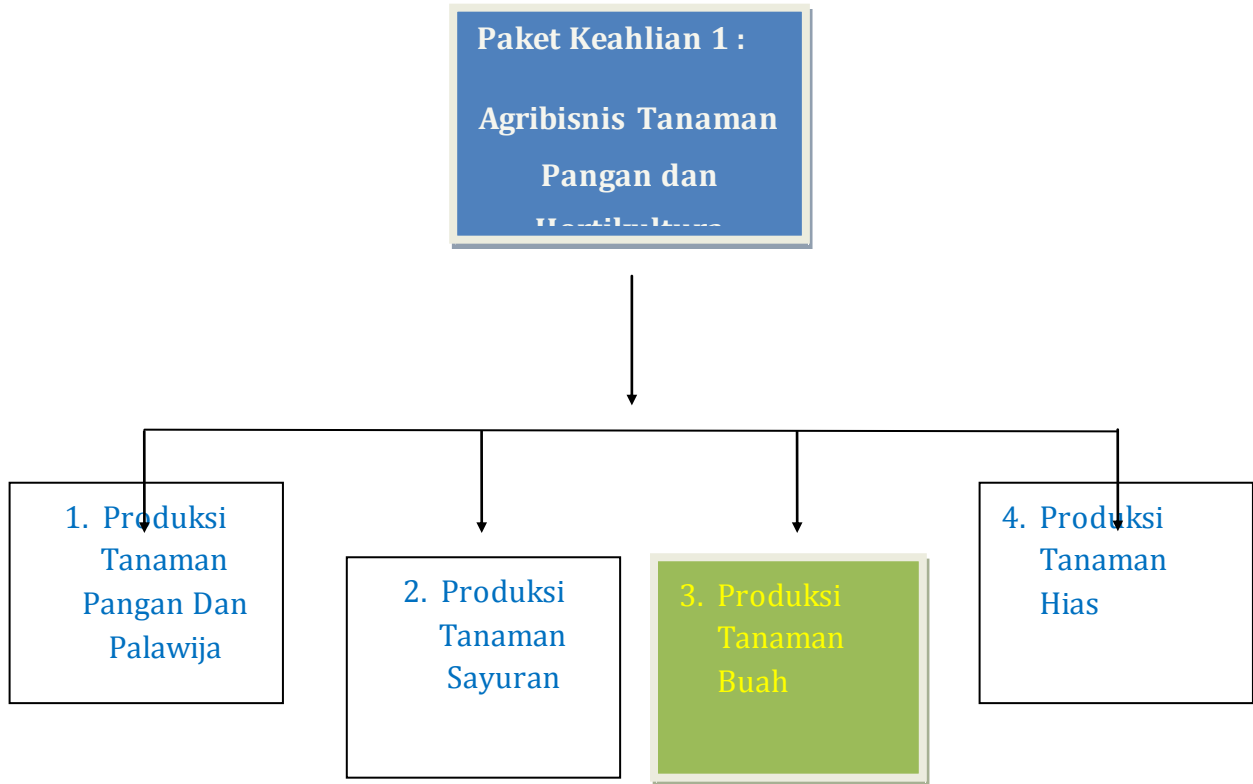 Paket Keahlian 1 :
Agribisnis Tanaman
Pangan dan
Hortikultura
1. Produksi
Tanaman
Pangan Dan
Palawija
2. Produksi
Tanaman
Sayuran
3. Produksi
Tanaman
Buah
4. Produksi
Tanaman
Hias